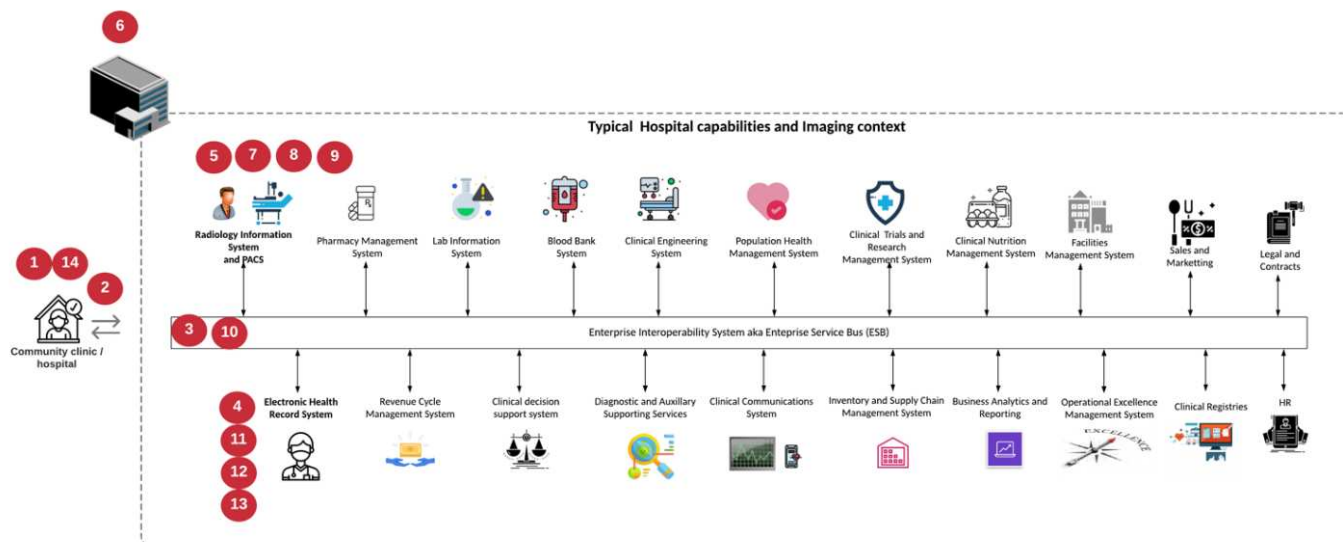 6
Typical Hospital capabilities and Imaging context
5
7
8
9
Radiology Information
System
and PACS
Pharmacy Management
System
Lab Information
System
Blood Bank
System
Clinical Engineering
System
Population Health
Management System
Clinical Trials and
Research
Management System
Clinical Nutrition
Management System
Facilities
Management System
Sales and
Marketting
Legal and
Contracts
1
14
2
Community clinic /
hospital
3
10
Enterprise Interoperability System aka Enteprise Service Bus (ESB)
4
11
12
13
Electronic Health
Record System
Revenue Cycle
Management System
Clinical decision
support system
Diagnostic and Auxillary
Supporting Services
Clinical Communications
System
Inventory and Supply Chain
Management System
Business Analytics and
Reporting
Operational Excellence
Management System
EXCELLENCE
Clinical Registries
HR